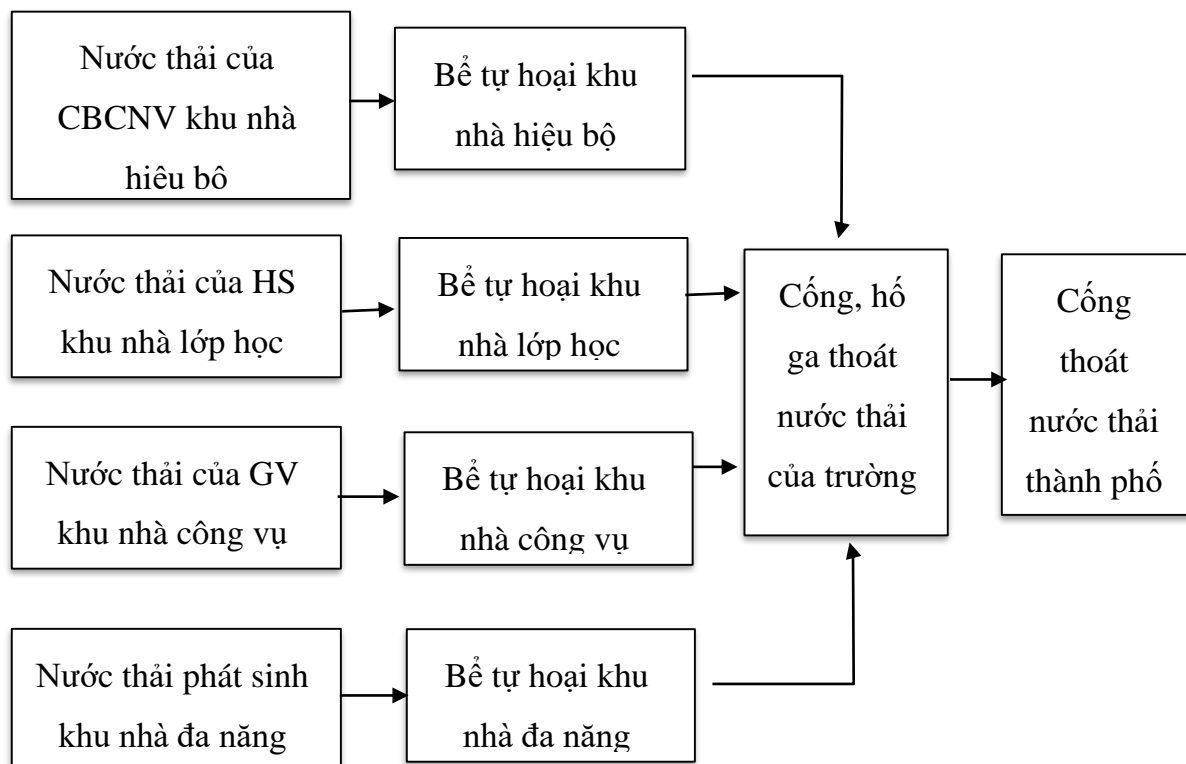 Nước thải của
CBCNV khu nhà
hiêu bô
Bể tự hoại khu
nhà hiệu bộ
Nước thải của HS
khu nhà lớp học
Bể tự hoại khu
nhà lớp học
Nước thải của GV
khu nhà công vụ
Bể tự hoại khu
nhà công vụ
Nước thải phát sinh
khu nhà đa năng
Bể tự hoại khu
nhà đa năng
Cống, hố
ga thoát
nước thải
của trường
Cống
thoát
nước thải
thành phố